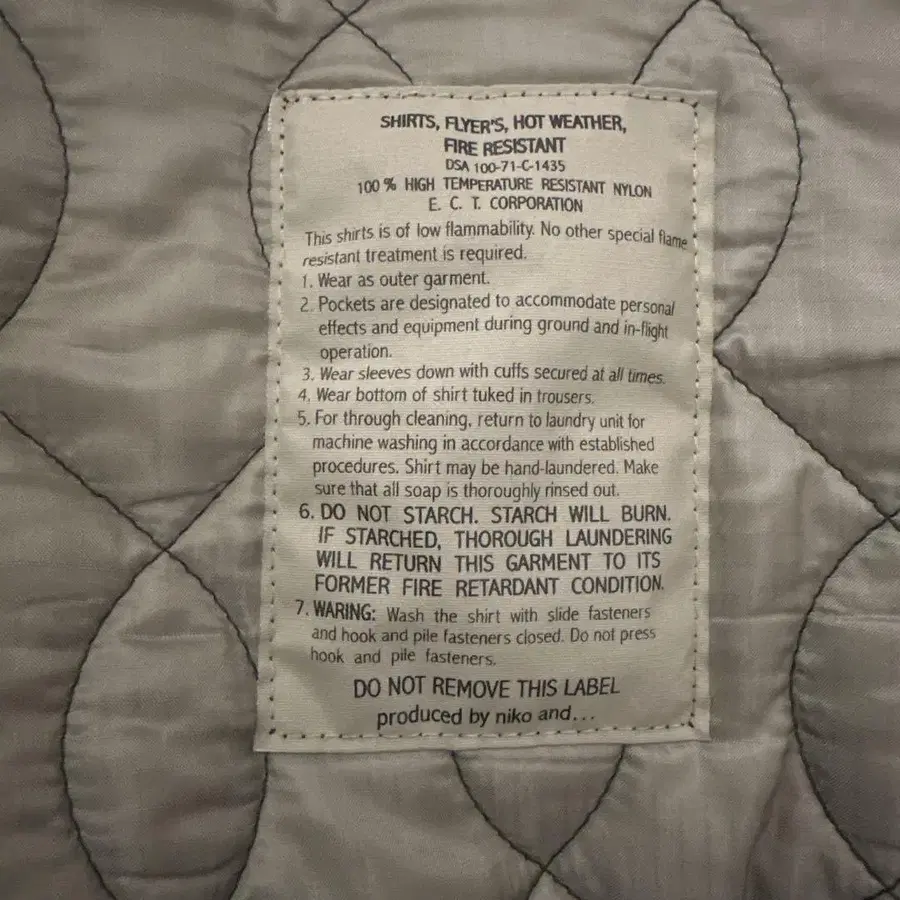 SHIRTS, FLYER'S, HOT WEATHER,
FIRE RESISTANT
DSA 100-71-C-1435
100 % HIGH TEMPERATURE RESISTANT NYLON
E. C. T. CORPORATION
This shirts is of low flammability. No other special flame
resistant treatment is required.
1. Wear as outer garment.
2. Pockets are designated to accommodate personal
effects and equipment during ground and in-flight
operation.
3. Wear sleeves down with cuffs secured at all times.
4. Wear bottom of shirt tuked in trousers.
5. For through cleaning, return to laundry unit for
machine washing in accordance with established
procedures. Shirt may be hand-laundered. Make
sure that all soap is thoroughly rinsed out.
6. DO NOT STARCH. STARCH WILL BURN.
IF STARCHED, THOROUGH LAUNDERING
WILL RETURN THIS GARMENT TO ITS
FORMER FIRE RETARDANT CONDITION.
7. WARING: Wash the shirt with slide fasteners
and hook and pile fasteners closed. Do not press
hook and pile fasteners.
DO NOT REMOVE THIS LABEL
produced by niko and...